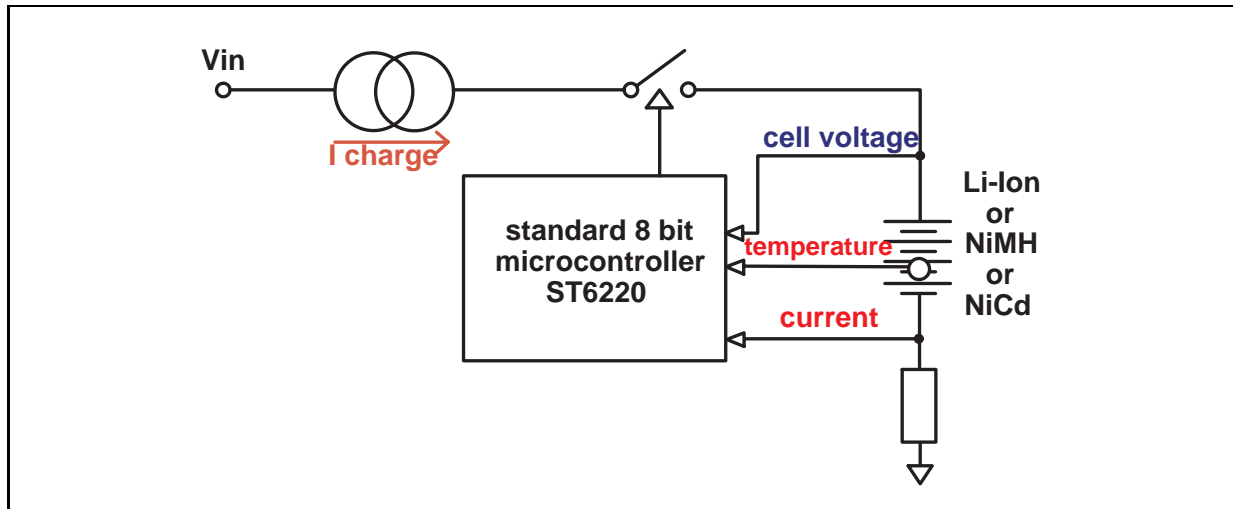 Vin
I charge
cell voltage
standard 8 bit
microcontroller
ST6220
temperature
current
Li-Ion
or
NiMH
or
NiCd